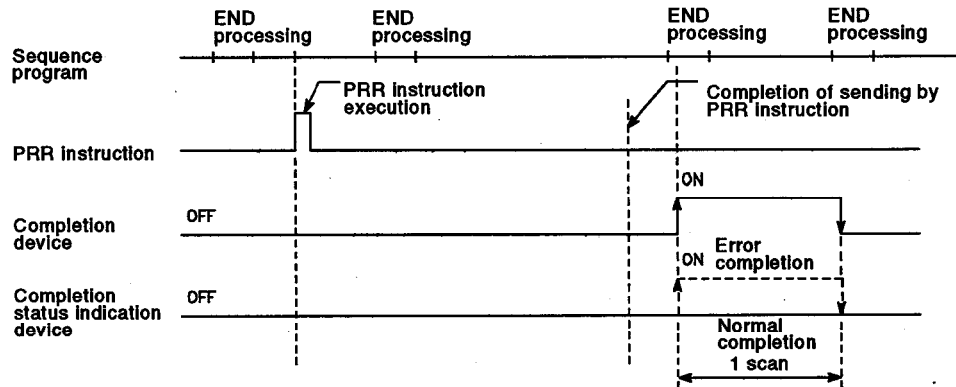 END processing
END processing
END processing
END processing
Sequence program
PRR instruction execution
Completion of sending by PRR instruction
PRR instruction
ON
OFF
Completion device
ON
Error completion
OFF
Completion status indication device
Normal completion
1 scan